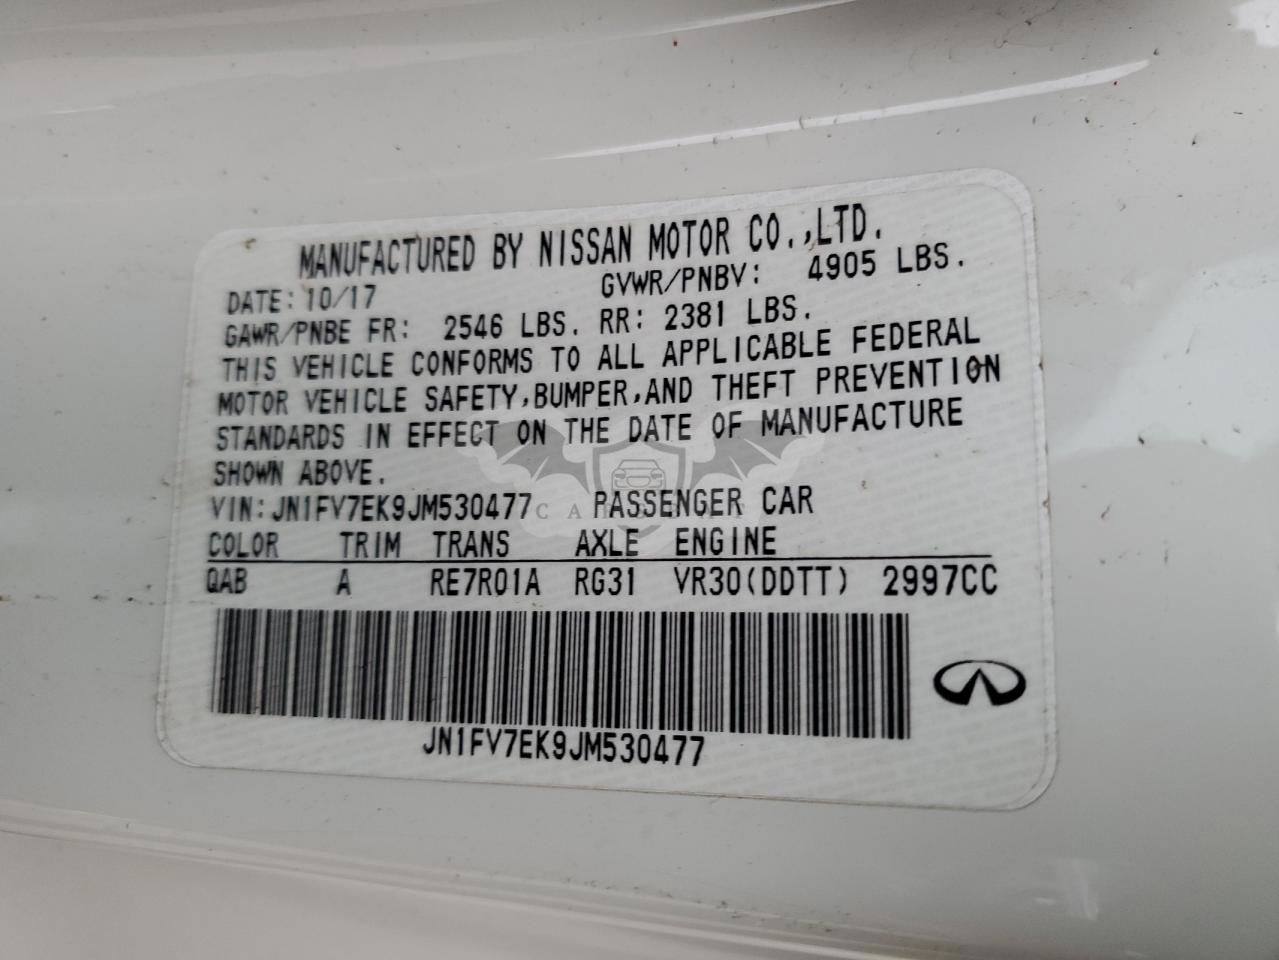 MANUFACTURED BY NISSAN MOTOR CO.,LTD.
DATE: 10/17 GVWR/PNBV: 4905 LBS.
GAWR/PNBE FR: 2546 LBS. RR: 2381 LBS.
THIS VEHICLE CONFORMS TO ALL APPLICABLE FEDERAL
MOTOR VEHICLE SAFETY,BUMPER,AND THEFT PREVENTION
STANDARDS IN EFFECT ON THE DATE OF MANUFACTURE
SHOWN ABOVE.
VIN:JN1FV7EK9JM530477 PASSENGER CAR
COLOR TRIM TRANS AXLE ENGINE
QAB A RE7R01A RG31 VR30(DDTT) 2997CC
JN1FV7EK9JM530477